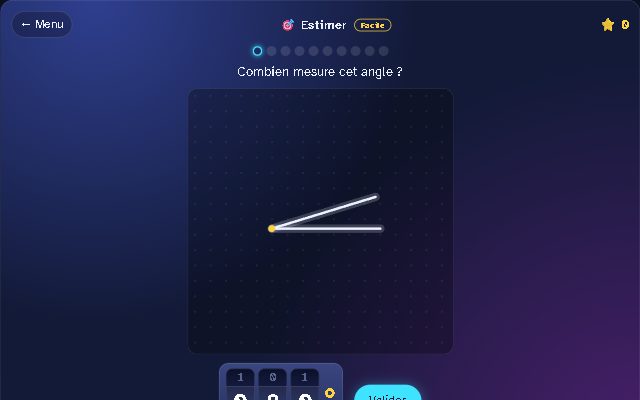 ← Menu
Estimer Facile
0
Combien mesure cet angle ?
1 0 1
Valider